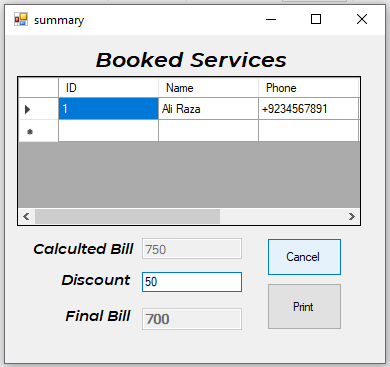 summary
Booked Services
ID Name Phone
1 Ali Raza +9234567891
Calculted Bill 750
Cancel
Discount 50
Print
Final Bill 700